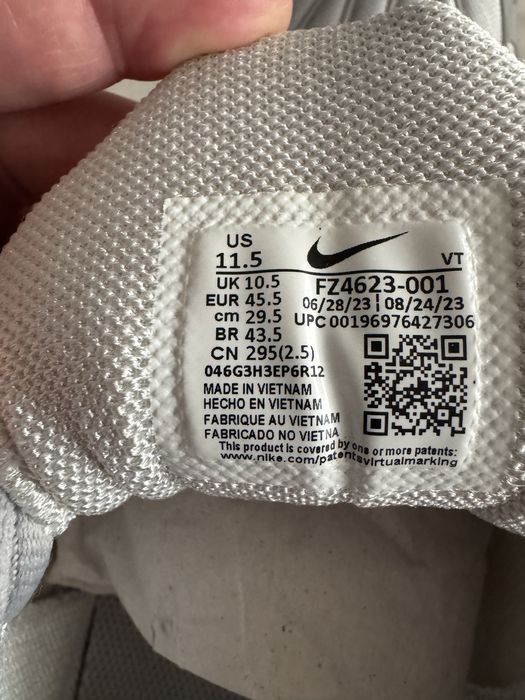 US
11.5
VT
UK 10.5
EUR 45.5
cm 29.5
BR 43.5
CN 295(2.5)
FZ4623-001
06/28/23 | 08/24/23
UPC 00196976427306
046G3H3EP6R12
MADE IN VIETNAM
HECHO EN VIETNAM
FABRIQUE AU VIETNAM
FABRICADO NO VIETNA
This product is covered by one or more patents:
www.nike.com/patentsvirtualmarking